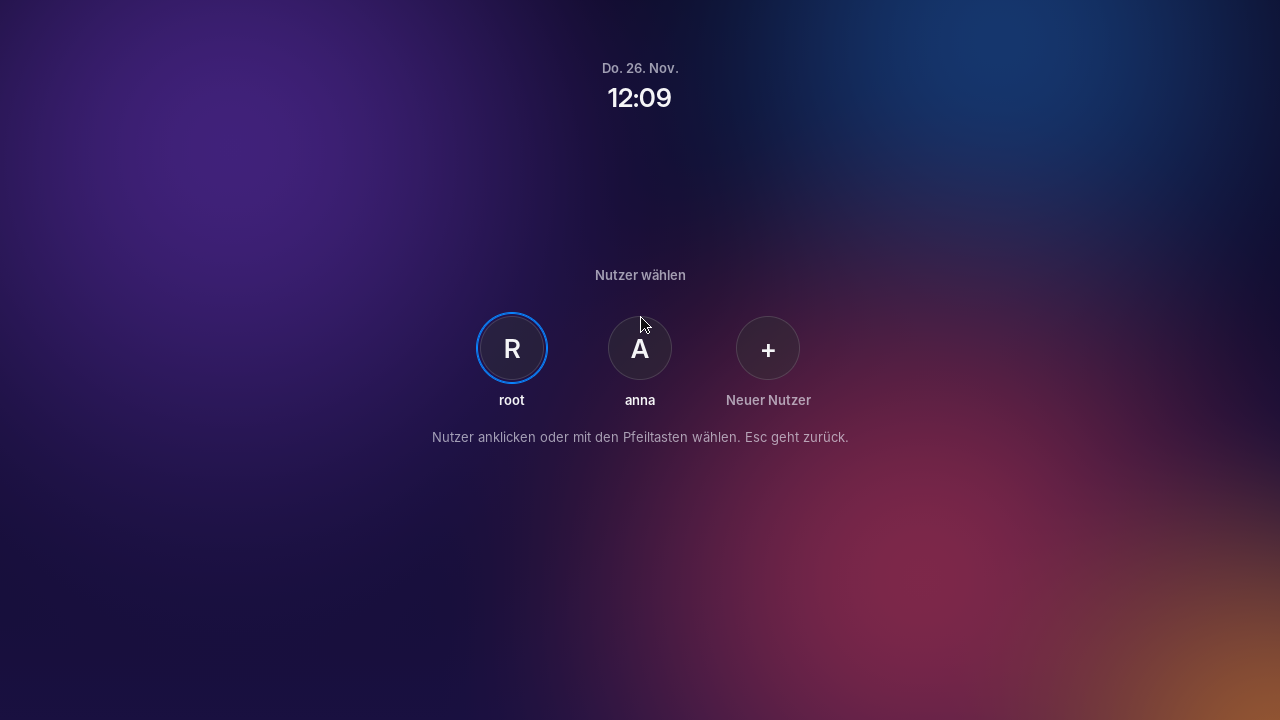 Do. 26. Nov.
12:09
Nutzer wählen
R
A
+
root
anna
Neuer Nutzer
Nutzer anklicken oder mit den Pfeiltasten wählen. Esc geht zurück.